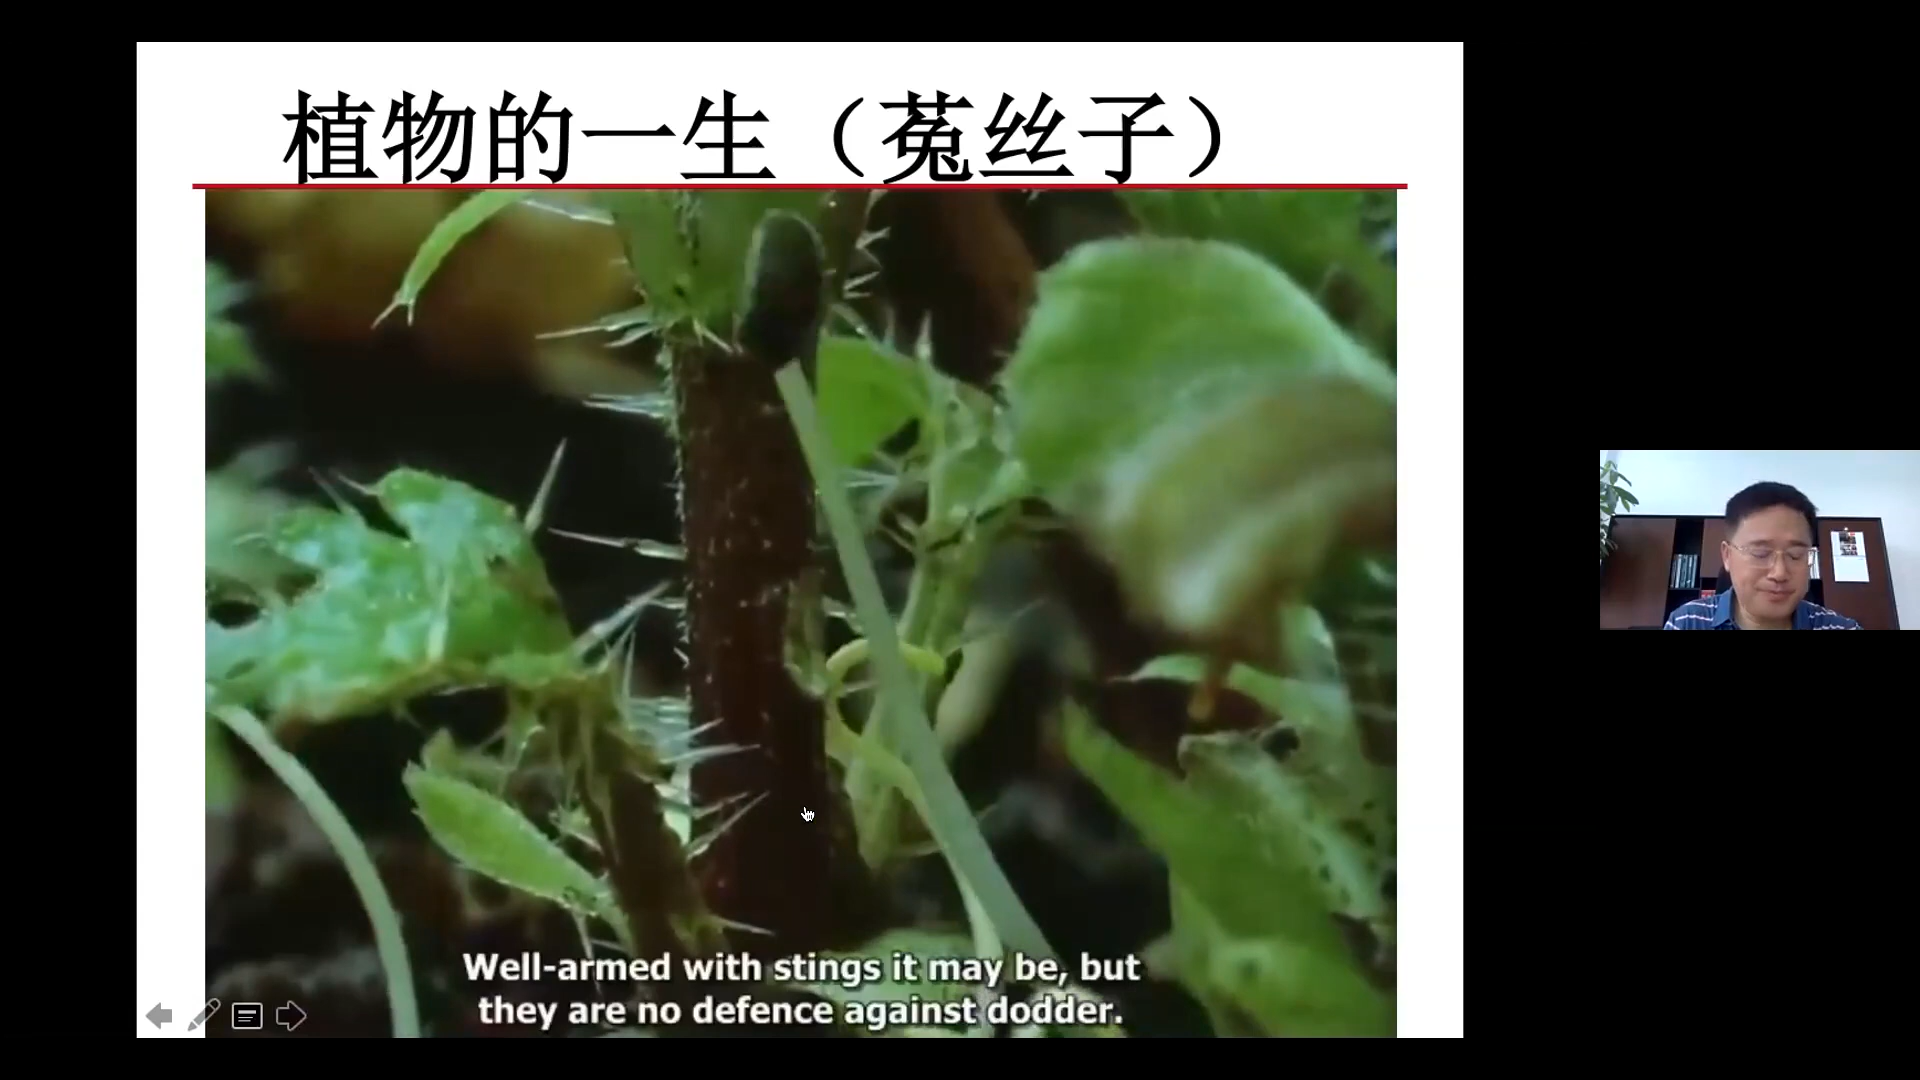 植物的一生（菟丝子）
Well-armed with stings it may be, but
they are no defence against dodder.